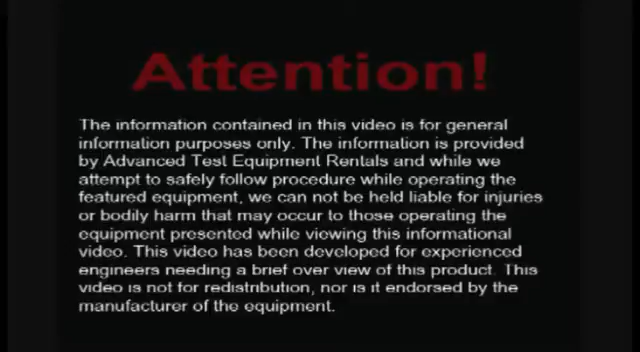 Attention!
The information contained in this video is for general
information purposes only. The information is provided
by Advanced Test Equipment Rentals and while we
attempt to safely follow procedure while operating the
featured equipment, we can not be held liable for injuries
or bodily harm that may occur to those operating the
equipment presented while viewing this informational
video. This video has been developed for experienced
engineers needing a brief over view of this product. This
video is not for redistribution, nor is it endorsed by the
manufacturer of the equipment.